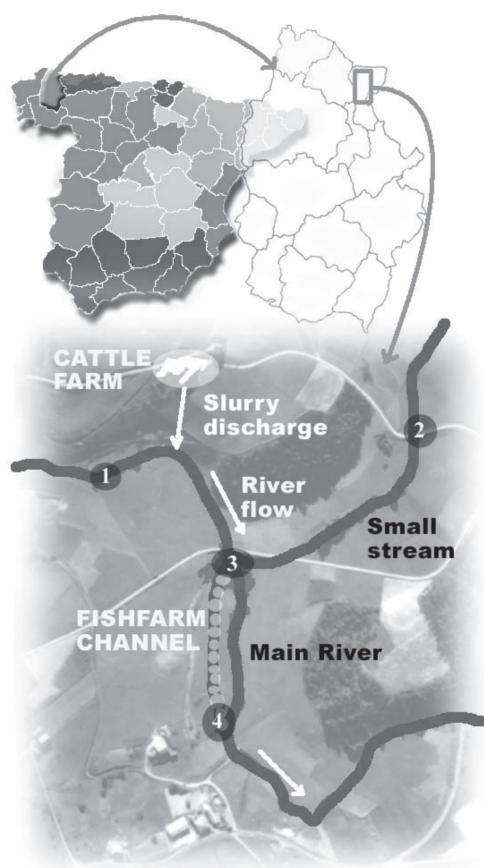 CATTLE
FARM
Slurry
discharge
2
1
River
flow
Small
stream
3
FISHFARM
CHANNEL
Main River
4